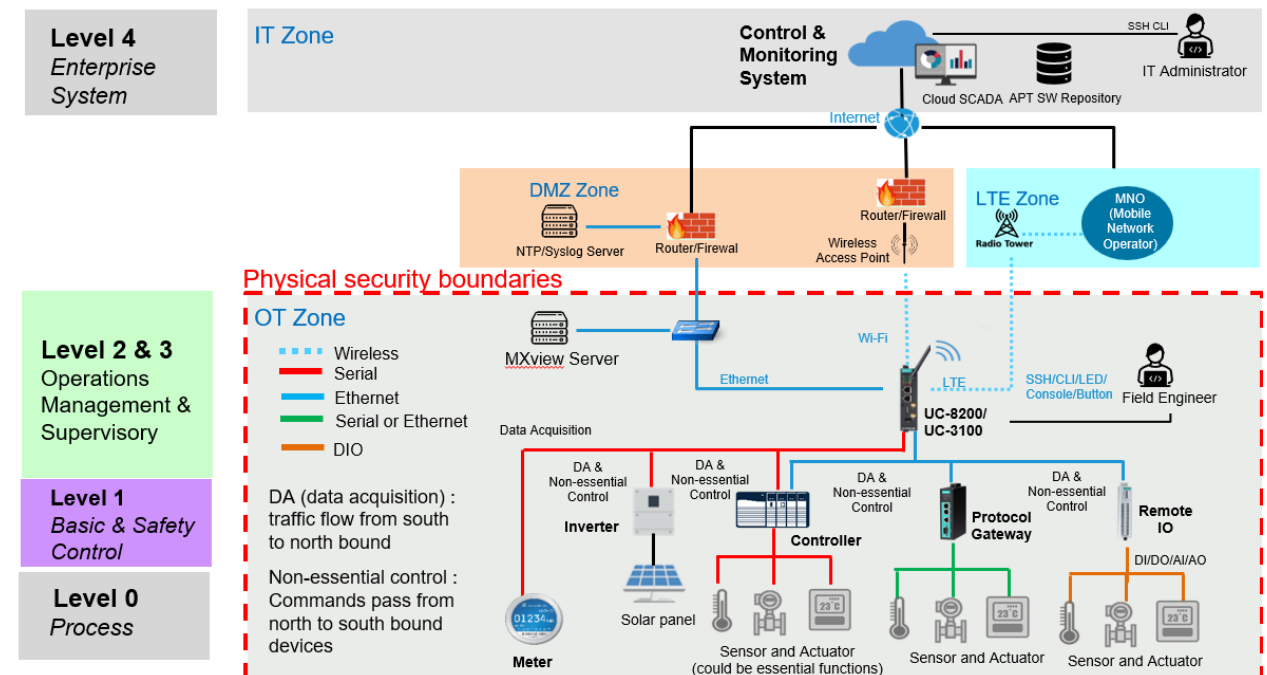 Level 4
Enterprise
System
IT Zone
Control &
Monitoring
System
Cloud SCADA
APT SW Repository
SSH CLI
IT Administrator
Internet
DMZ Zone
NTP/Syslog Server
Router/Firewal
Router/Firewall
Wireless
Access Point
LTE Zone
Radio Tower
MNO
(Mobile
Network
Operator)
Physical security boundaries
Level 2 & 3
Operations
Management &
Supervisory
OT Zone
Wireless
Serial
Ethernet
Serial or Ethernet
DIO
MXview Server
Ethernet
Wi-Fi
LTE
UC-8200/
UC-3100
SSH/CLI/LED/
Console/Button
Field Engineer
Data Acquisition
DA &
Non-essential
Control
DA &
Non-essential
Control
DA &
Non-essential
Control
DA &
Non-essential
Control
Level 1
Basic & Safety
Control
DA (data acquisition) :
traffic flow from south
to north bound
Non-essential control :
Commands pass from
north to south bound
devices
Inverter
Controller
Protocol
Gateway
Remote
IO
DI/DO/AI/AO
Level 0
Process
01234
Meter
Solar panel
23°C
Sensor and Actuator
(could be essential functions)
23°C
Sensor and Actuator
23°C
Sensor and Actuator